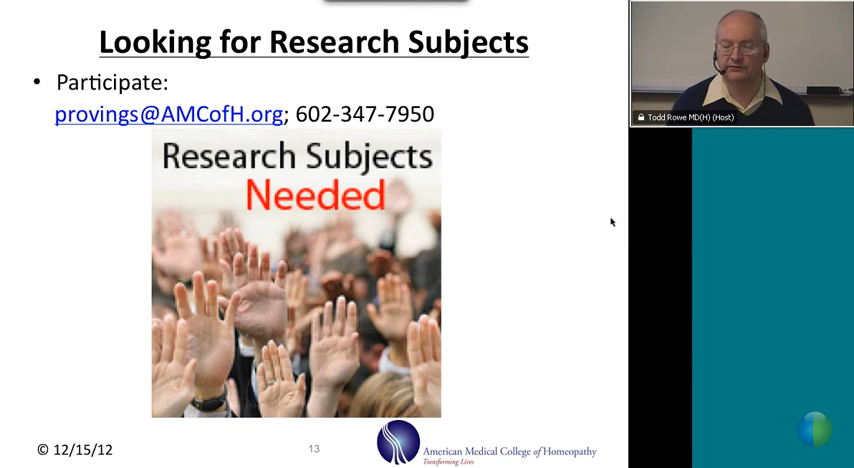 Looking for Research Subjects
• Participate:
provings@AMCofH.org; 602-347-7950
Research Subjects
Needed
© 12/15/12
13
American Medical College of Homeopathy
Transforming Lives
Todd Rowe MD(H) (Host)